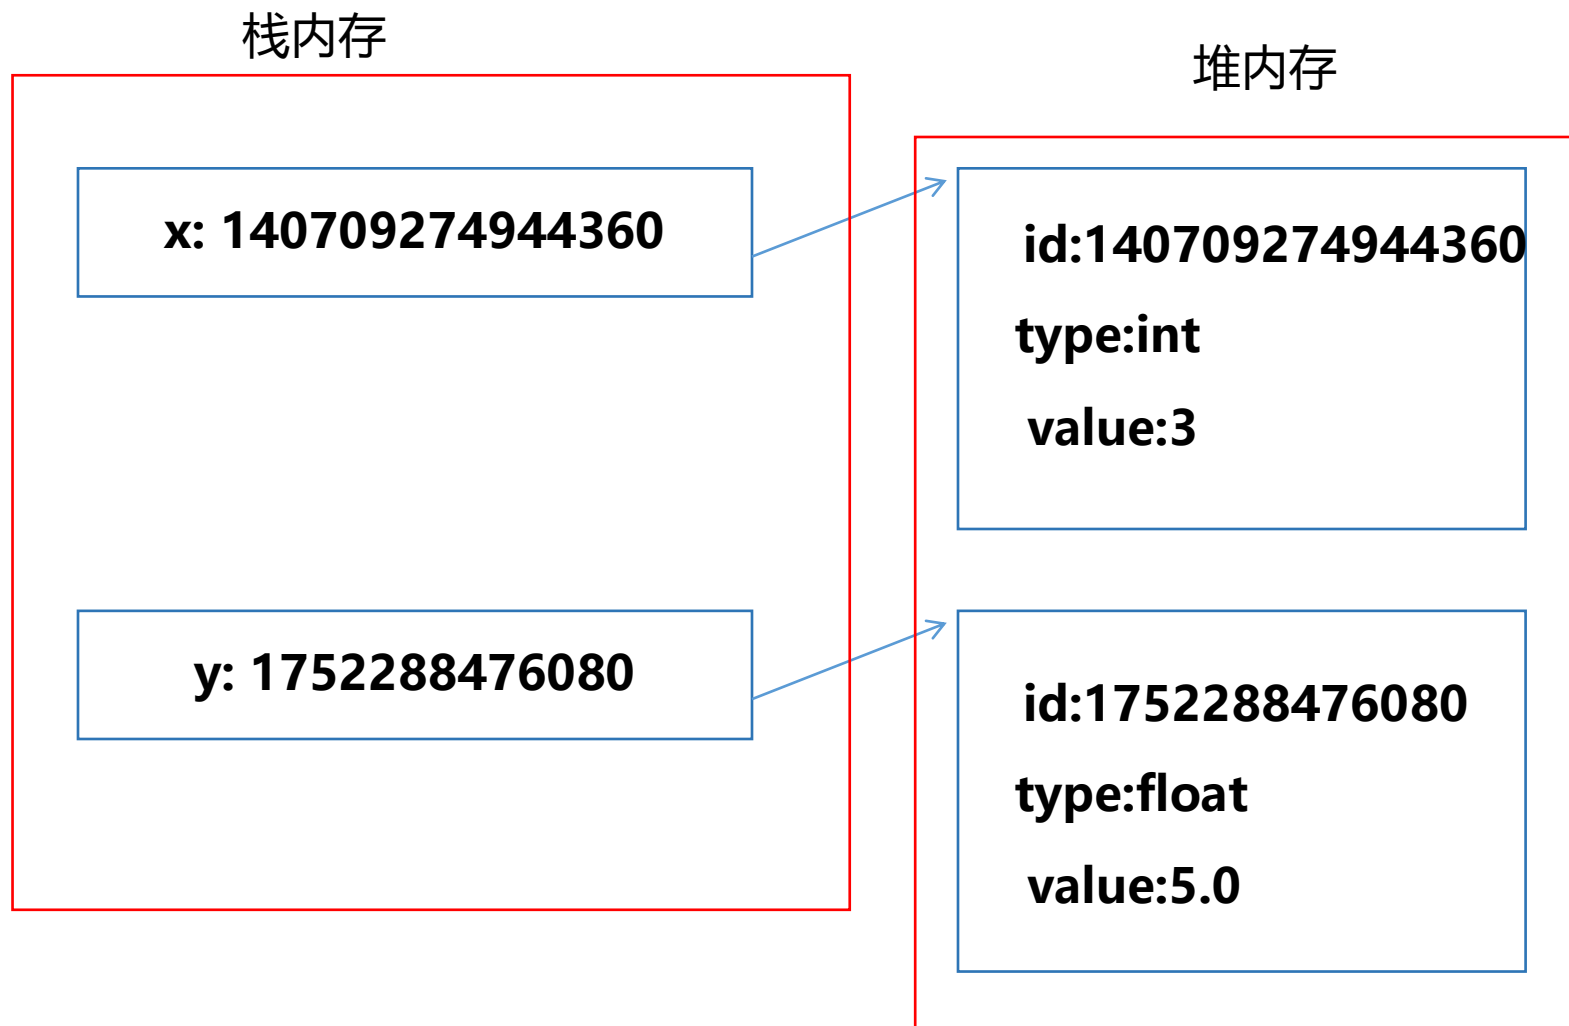 栈内存
堆内存
x: 140709274944360
id:140709274944360
type:int
value:3
y: 1752288476080
id:1752288476080
type:float
value:5.0